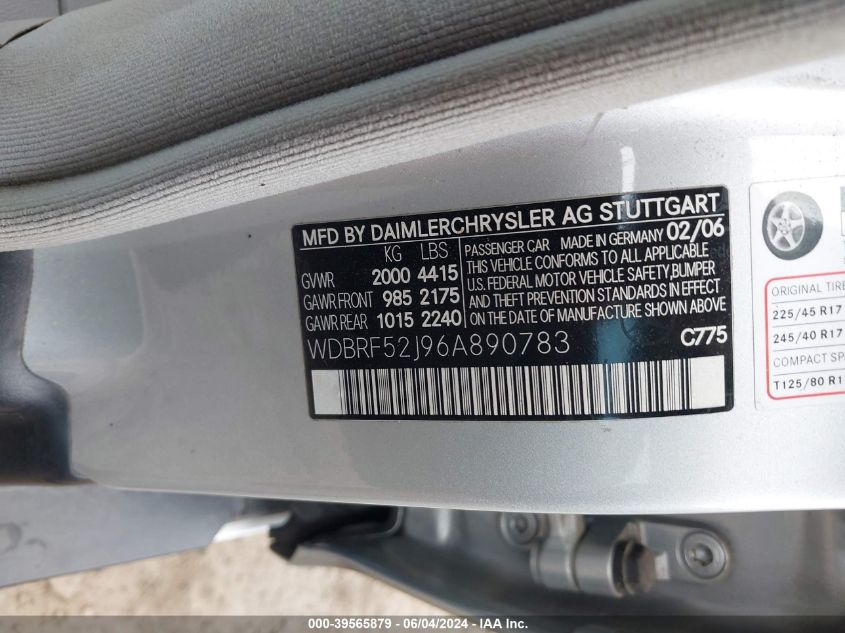 MFD BY DAIMLERCHRYSLER AG STUTTGART
KG LBS
GVWR 2000 4415
GAWR FRONT 985 2175
GAWR REAR 1015 2240
PASSENGER CAR MADE IN GERMANY 02/06
THIS VEHICLE CONFORMS TO ALL APPLICABLE
U.S. FEDERAL MOTOR VEHICLE SAFETY,BUMPER
AND THEFT PREVENTION STANDARDS IN EFFECT
ON THE DATE OF MANUFACTURE SHOWN ABOVE
WDBRF52J96A890783 C775
ORIGINAL TIRE
225/45 R17
245/40 R17
COMPACT
T125/80
000-39565879 - 06/04/2024 - IAA Inc.